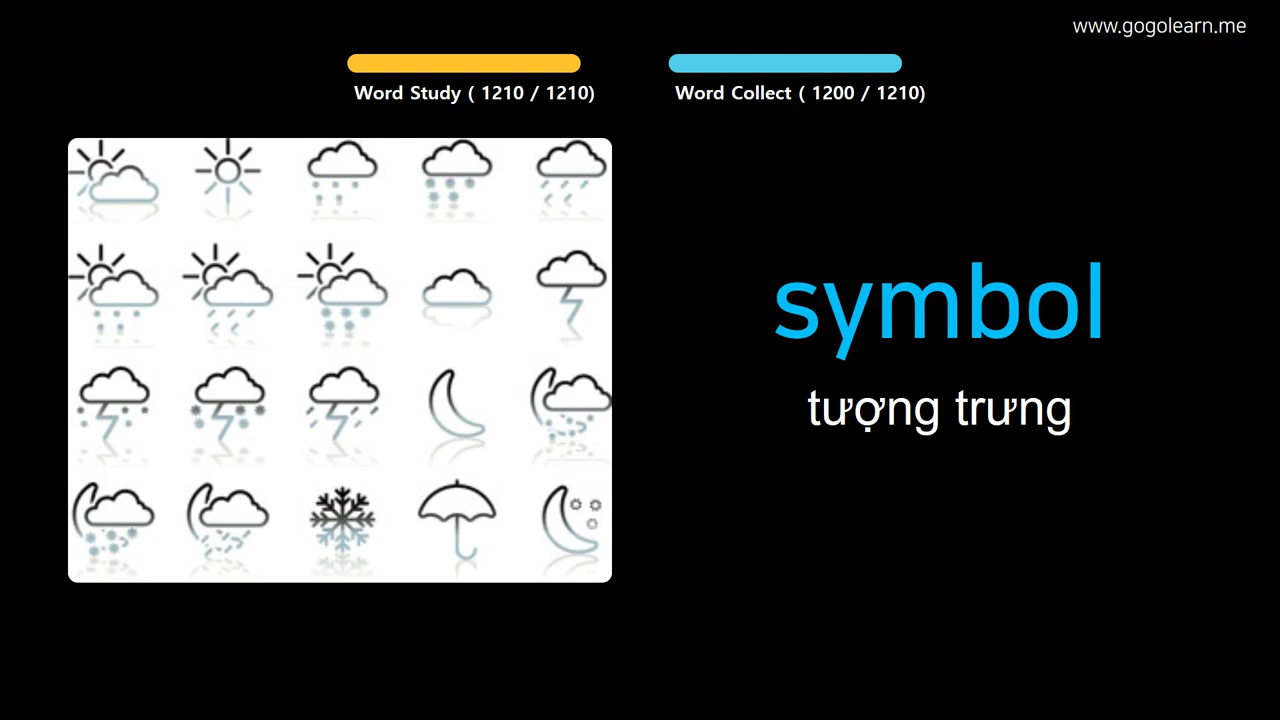 www.gogolearn.me
Word Study ( 1210 / 1210)
Word Collect ( 1200 / 1210)
symbol
tượng trưng